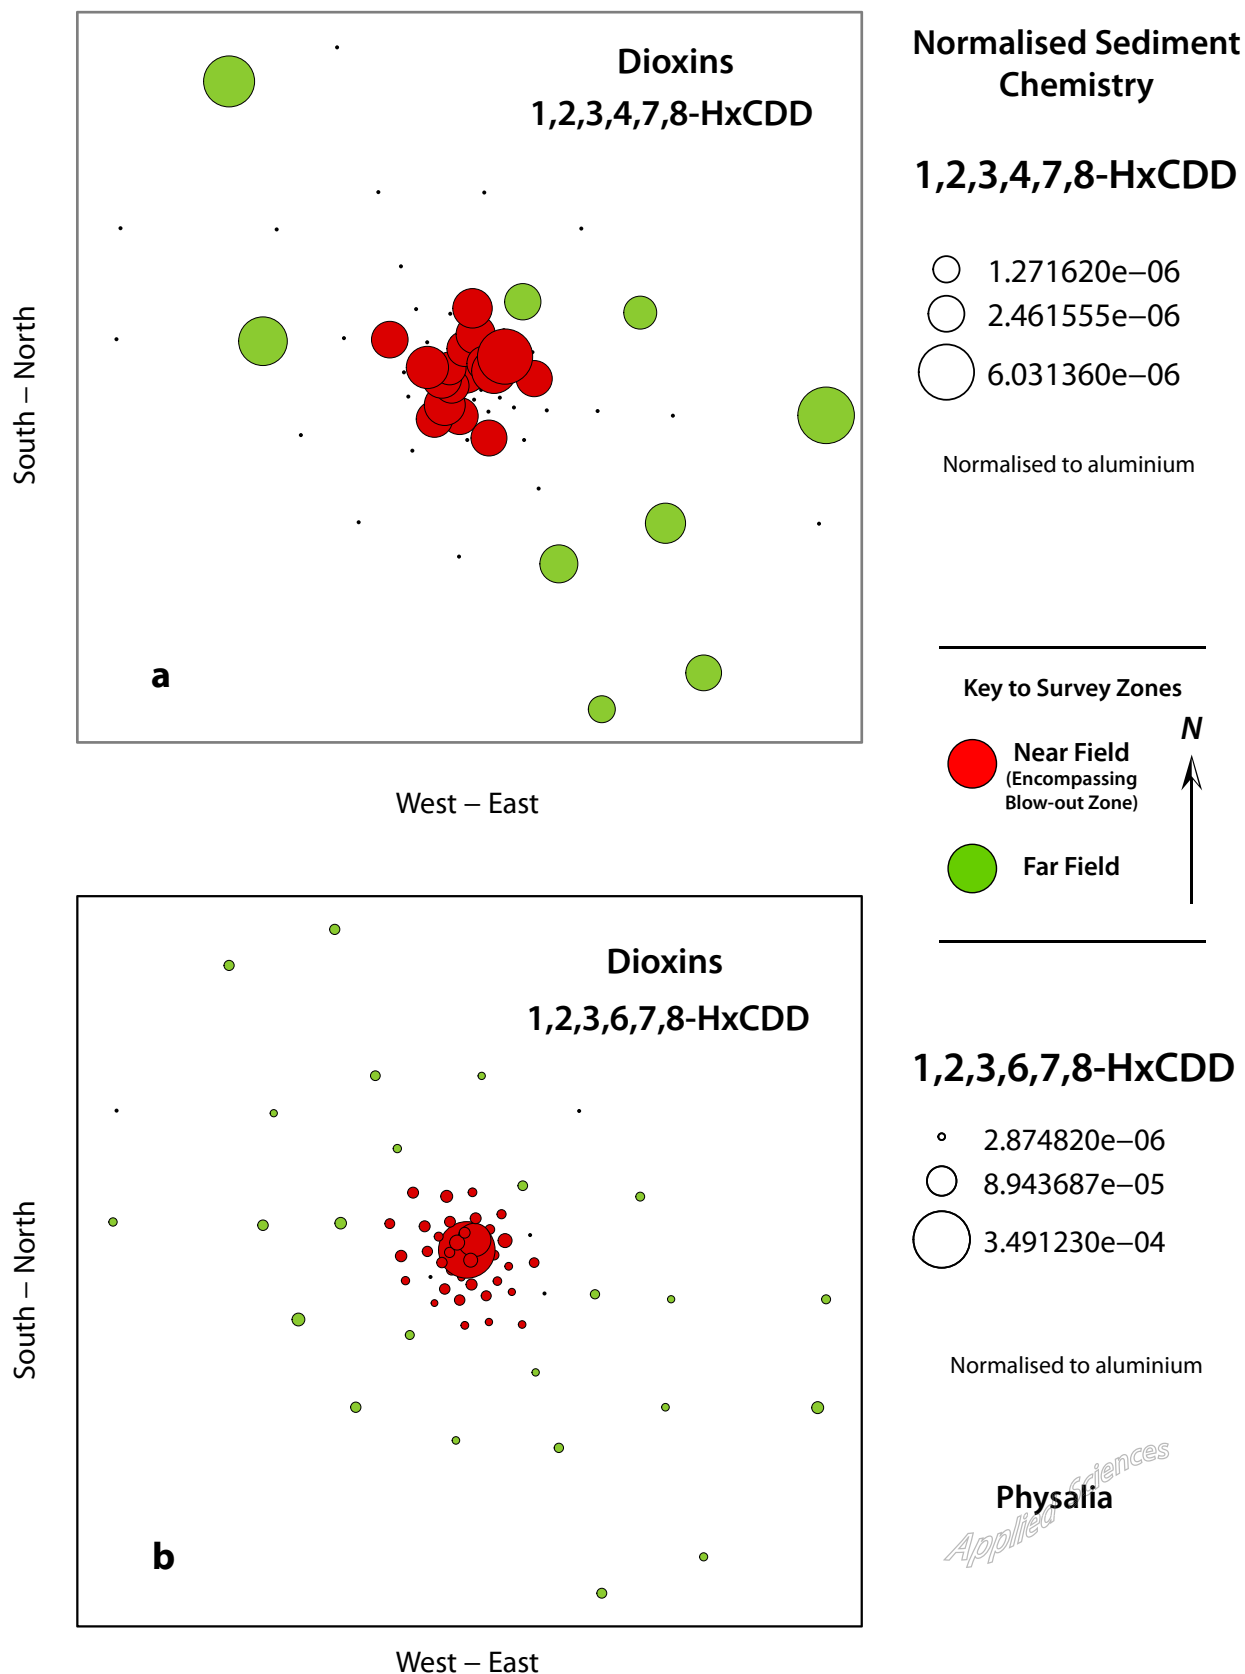 Dioxins
1,2,3,4,7,8-HxCDD
South – North
a
West – East
Normalised Sediment
Chemistry
1,2,3,4,7,8-HxCDD
1.271620e−06
2.461555e−06
6.031360e−06
Normalised to aluminium
Key to Survey Zones
N
Near Field
(Encompassing
Blow-out Zone)
Far Field
Dioxins
1,2,3,6,7,8-HxCDD
South – North
b
West – East
1,2,3,6,7,8-HxCDD
2.874820e−06
8.943687e−05
3.491230e−04
Normalised to aluminium
Physalia
Applied Sciences